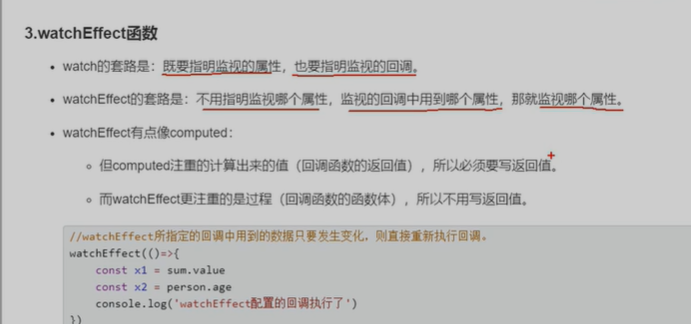 3.watchEffect函数
• watch的套路是：既要指明监视的属性，也要指明监视的回调。
• watchEffect的套路是：不用指明监视哪个属性，监视的回调中用到哪个属性，那就监视哪个属性。
• watchEffect有点像computed：
◦ 但computed注重的计算出来的值（回调函数的返回值），所以必须要写返回值。
◦ 而watchEffect更注重的是过程（回调函数的函数体），所以不用写返回值。
//watchEffect所指定的回调中用到的数据只要发生变化，则直接重新执行回调。
watchEffect(()=>{
const x1 = sum.value
const x2 = person.age
console.log('watchEffect配置的回调执行了')
})